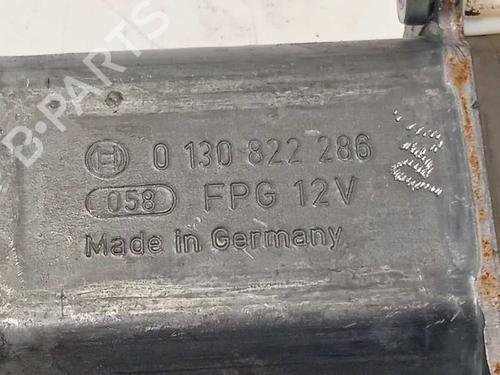 B-PARTS
0 130 822 286
058 FPG 12V
Made in Germany